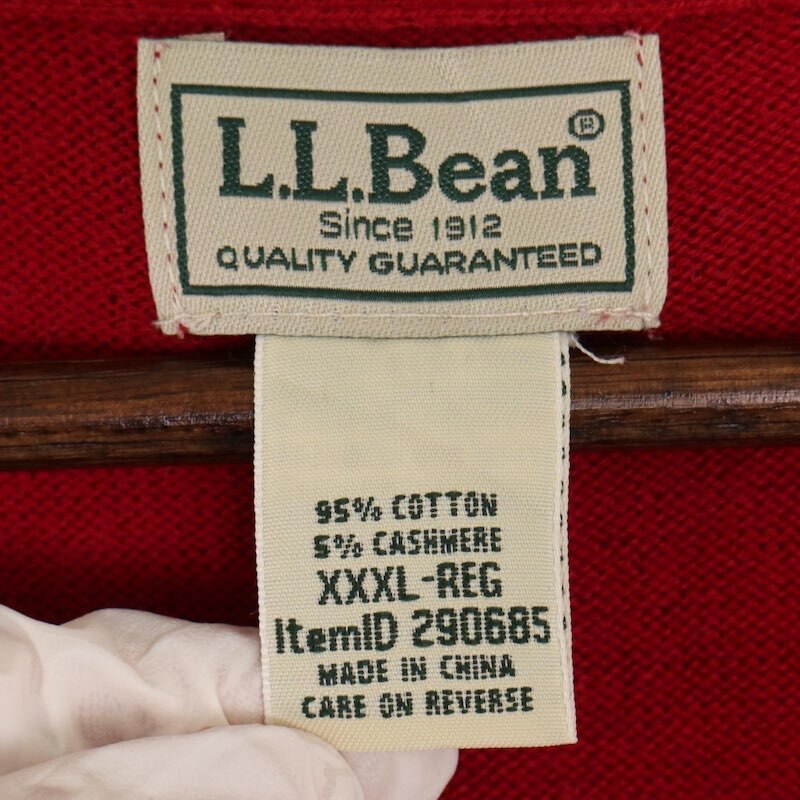 L.L.Bean®
Since 1912
QUALITY GUARANTEED
95% COTTON
5% CASHMERE
XXXL-REG
ItemID 290685
MADE IN CHINA
CARE ON REVERSE